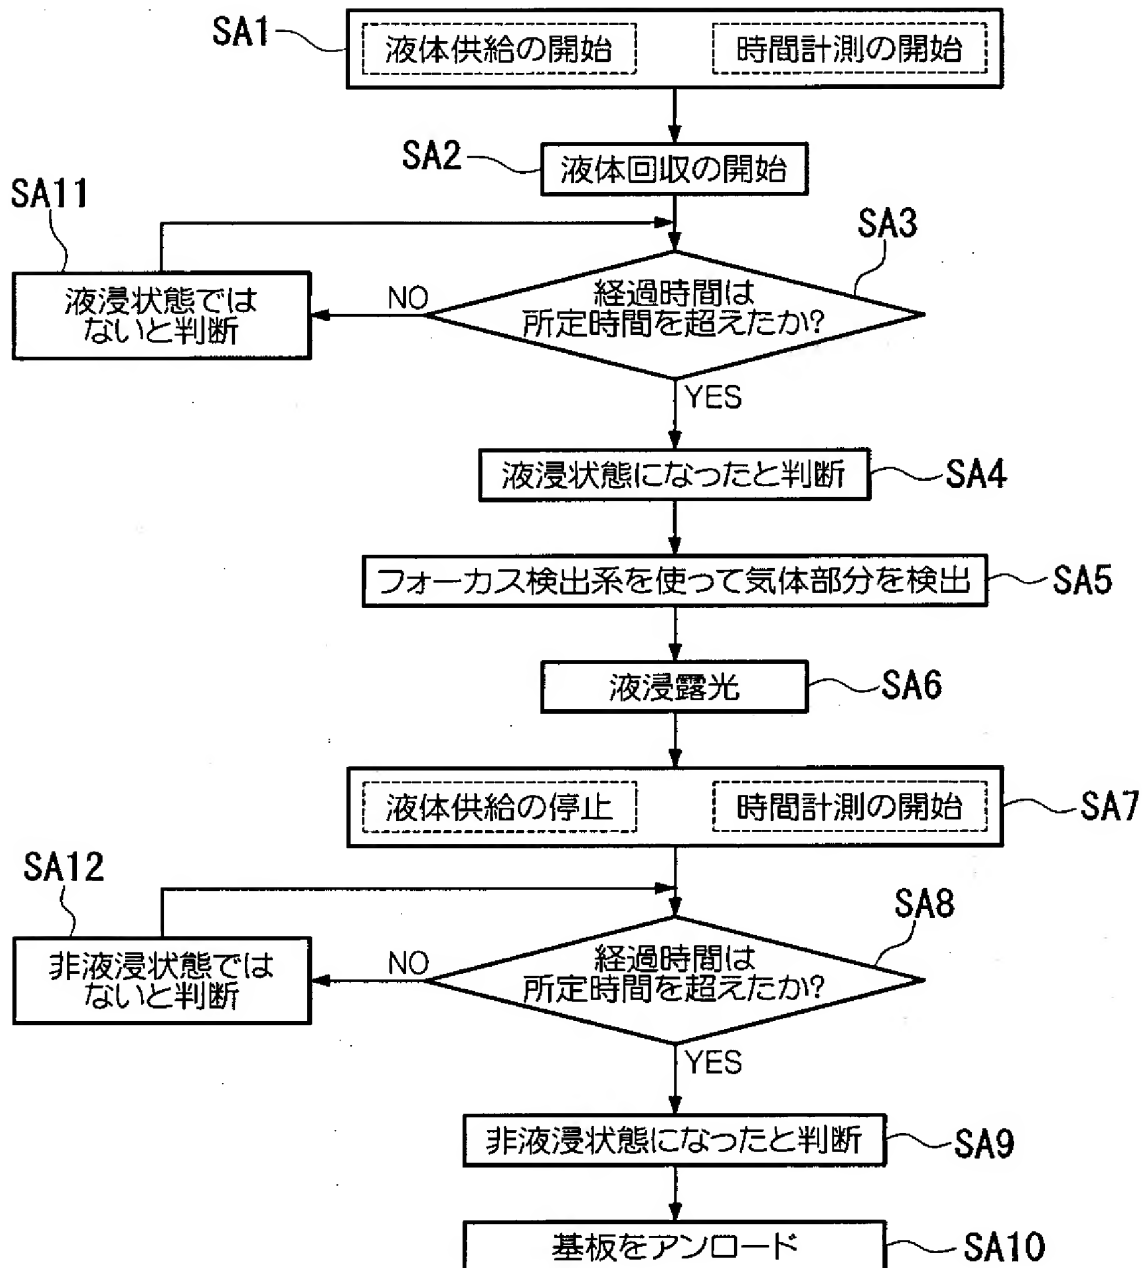 SA1
液体供給の開始
時間計測の開始
SA2
液体回収の開始
SA11
SA3
液浸状態では
ないと判断
NO
経過時間は
所定時間を超えたか?
YES
液浸状態になったと判断
SA4
フォーカス検出系を使って気体部分を検出
SA5
液浸露光
SA6
液体供給の停止
時間計測の開始
SA7
SA12
SA8
非液浸状態では
ないと判断
NO
経過時間は
所定時間を超えたか?
YES
非液浸状態になったと判断
SA9
基板をアンロード
SA10